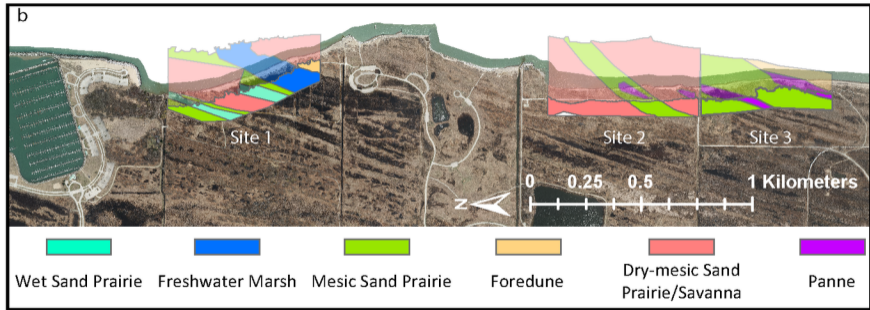 b
Site 1
Site 2
Site 3
0 0.25 0.5 1 Kilometers
N
Wet Sand Prairie Freshwater Marsh Mesic Sand Prairie Foredune Dry-mesic Sand Panne
Prairie/Savanna